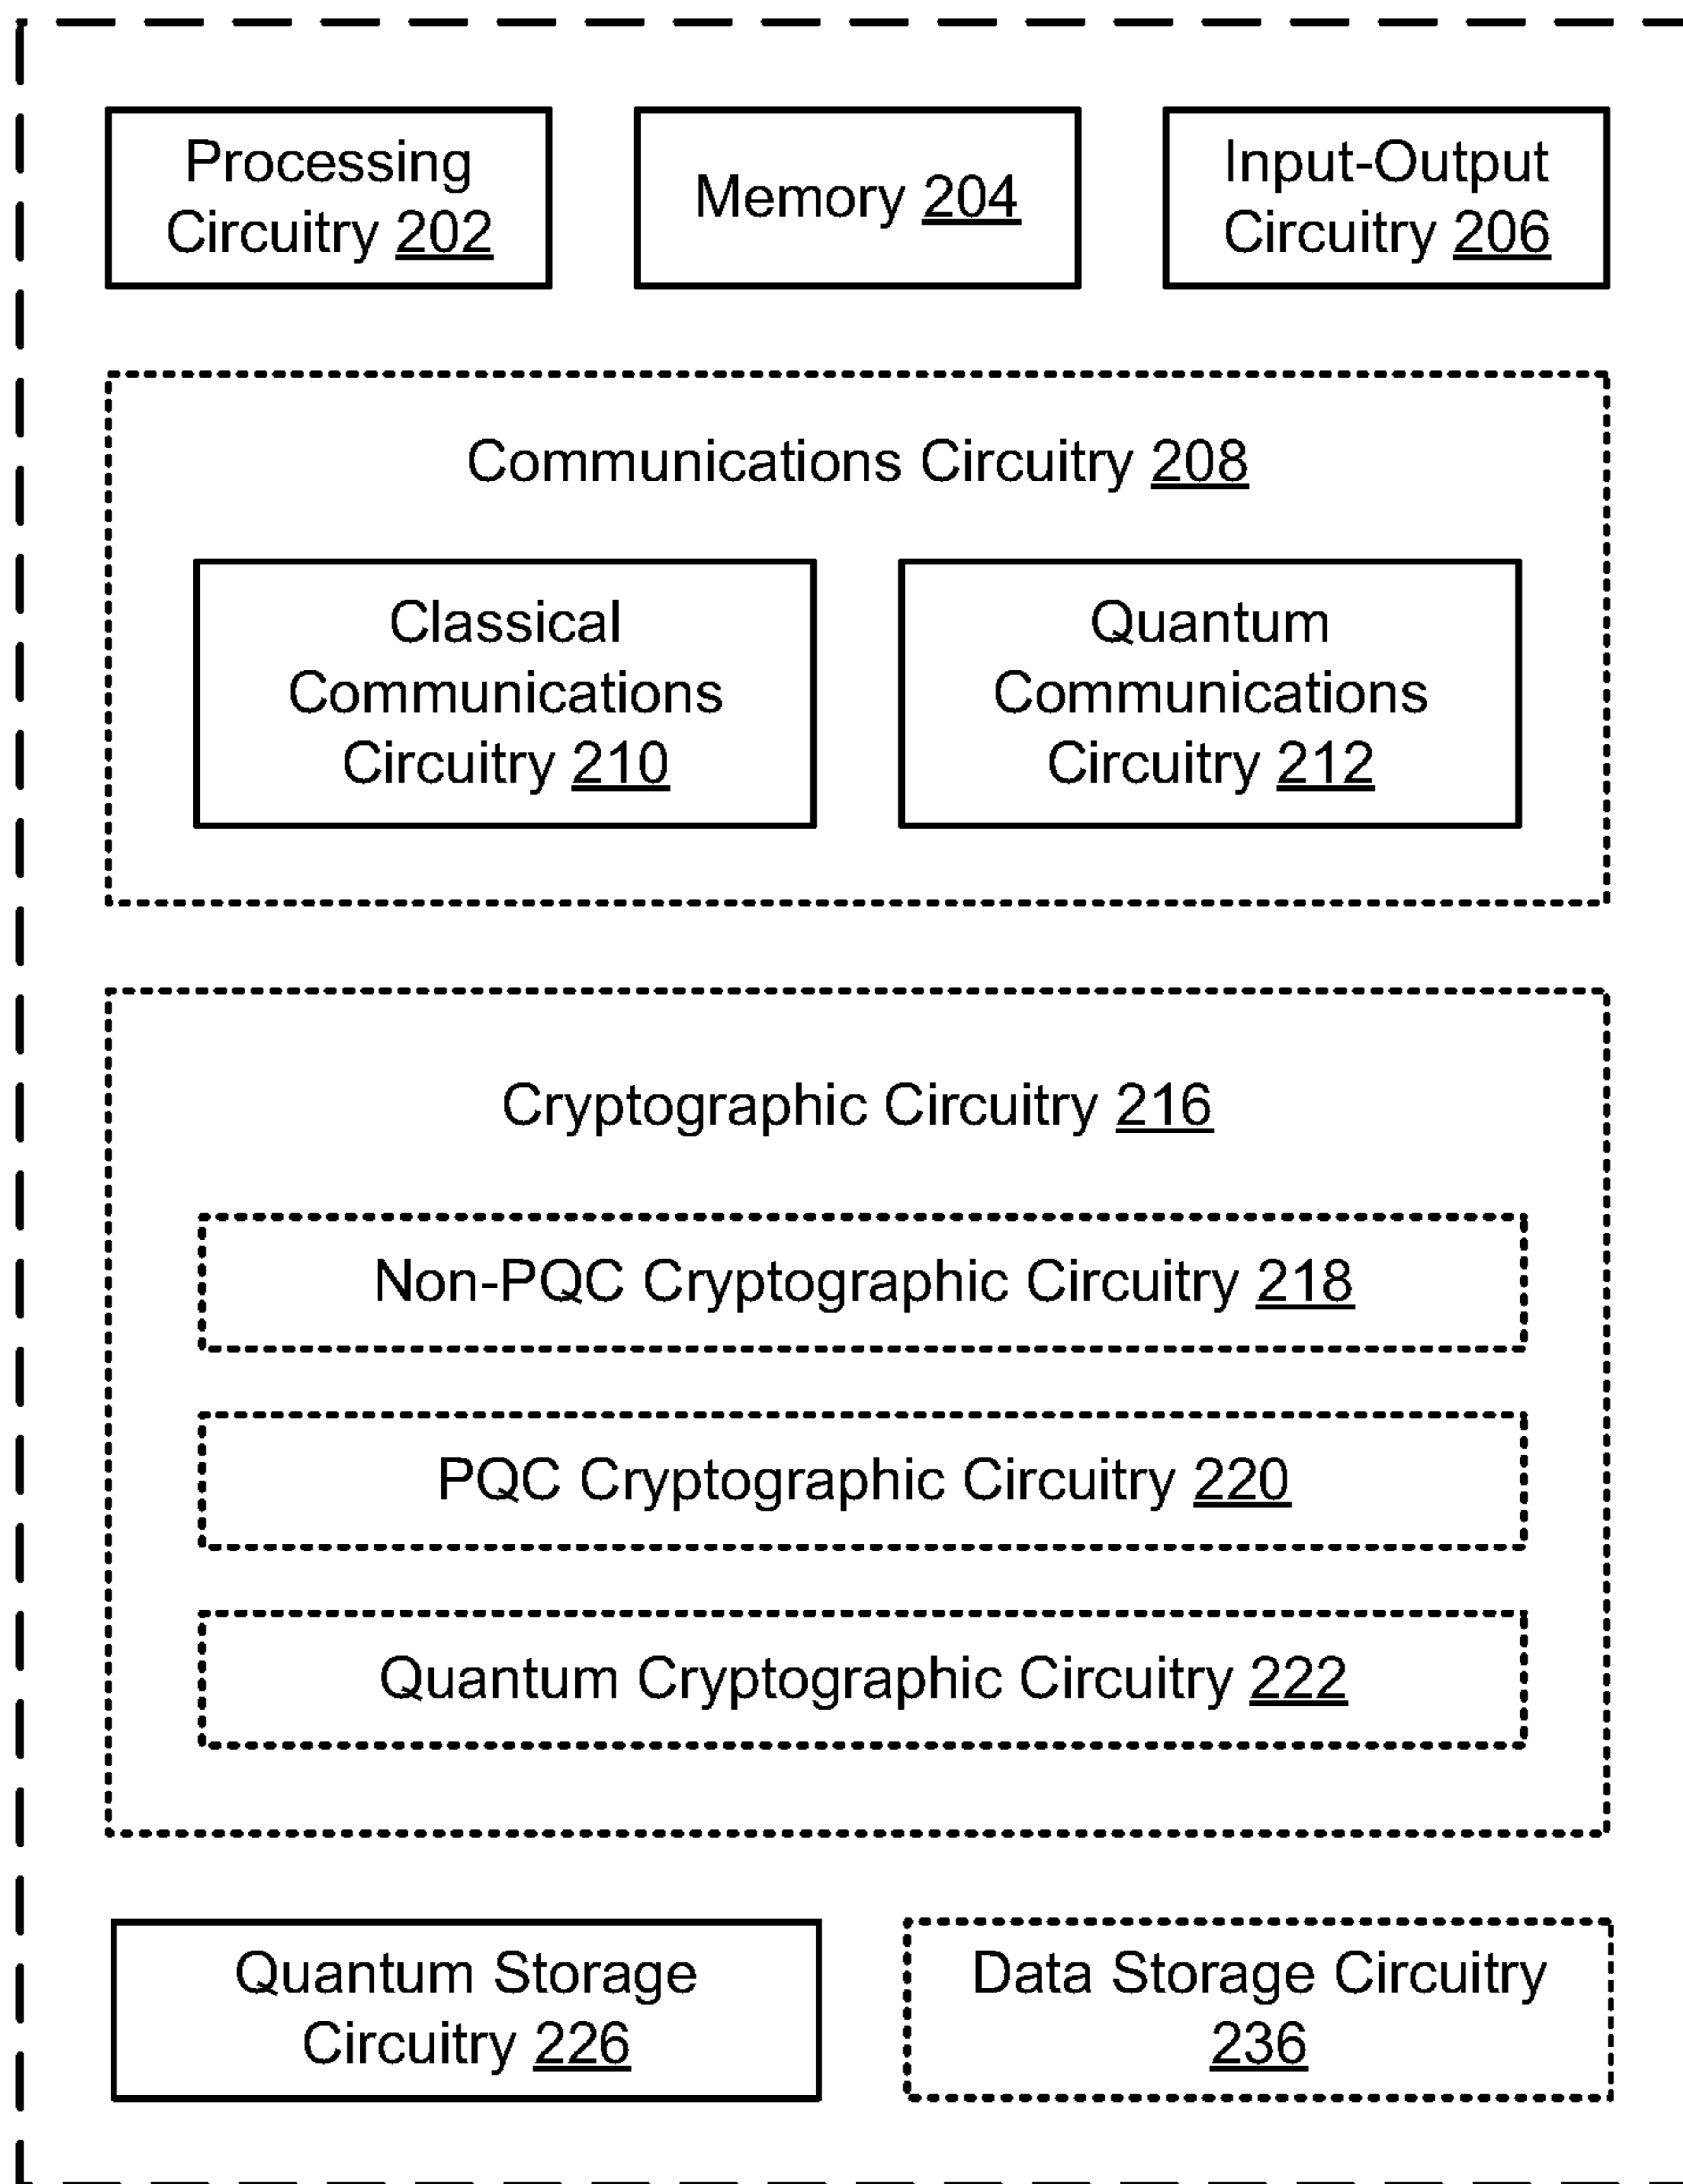 Processing
Circuitry 202
Memory 204
Input-Output
Circuitry 206
Communications Circuitry 208
Classical
Communications
Circuitry 210
Quantum
Communications
Circuitry 212
Cryptographic Circuitry 216
Non-PQC Cryptographic Circuitry 218
PQC Cryptographic Circuitry 220
Quantum Cryptographic Circuitry 222
Quantum Storage
Circuitry 226
Data Storage Circuitry
236